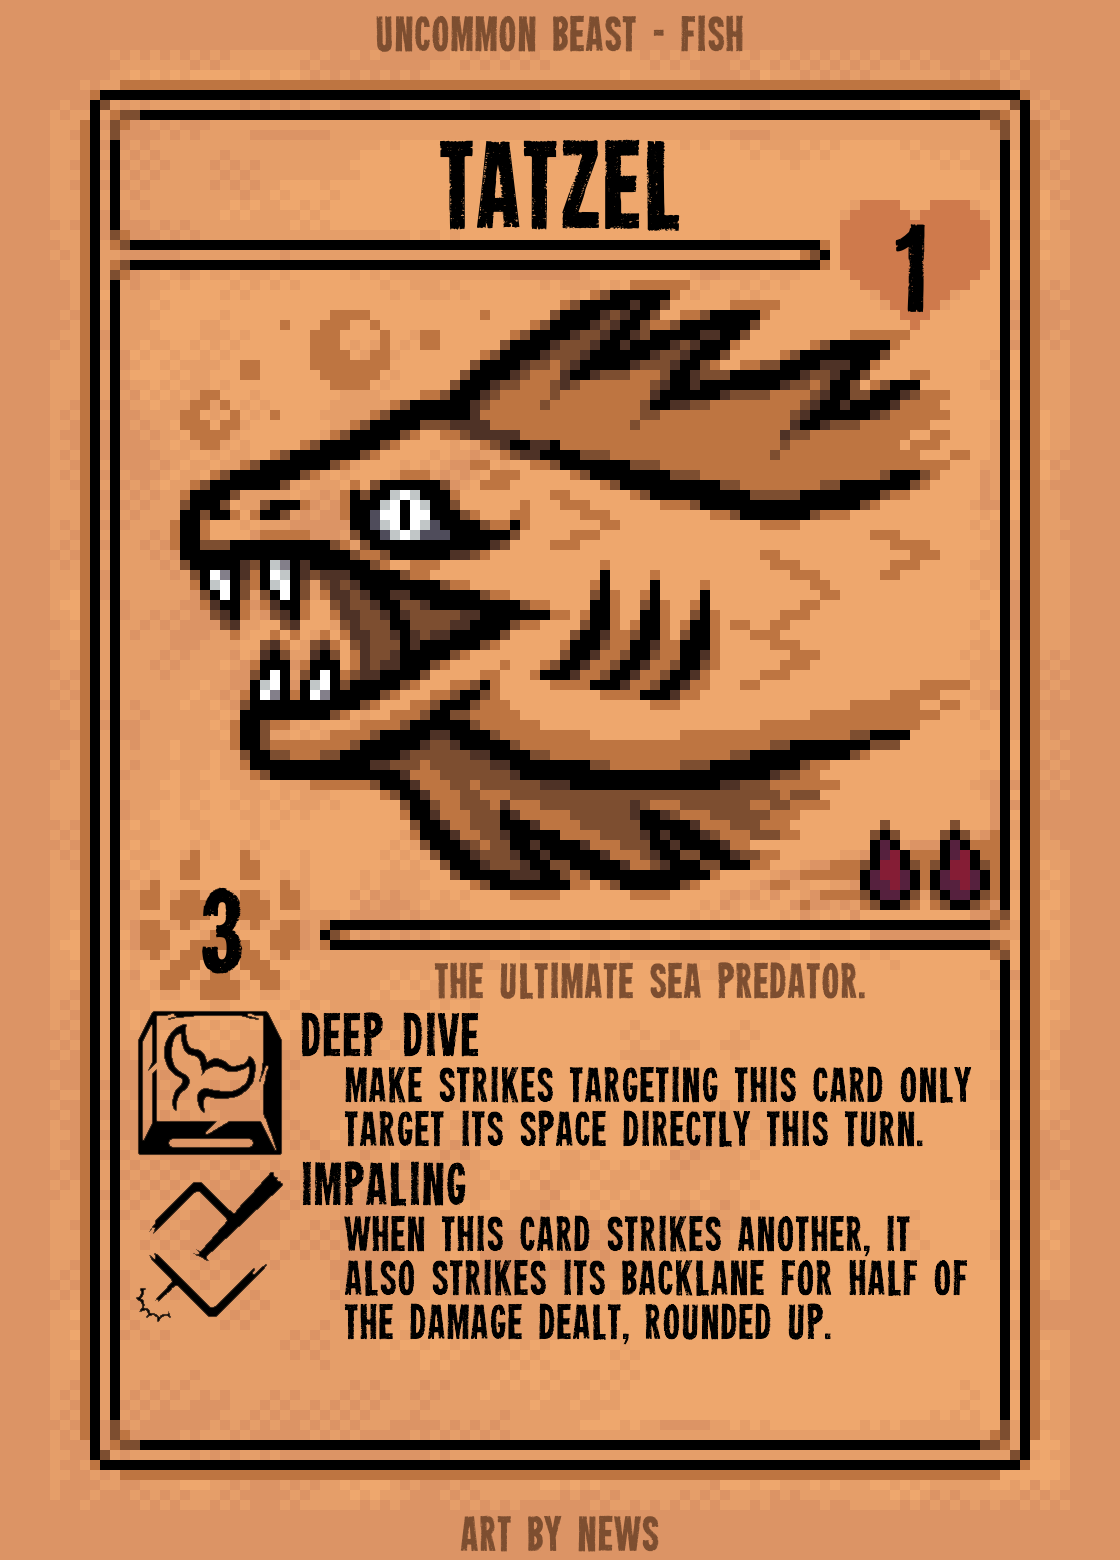 UNCOMMON BEAST - FISH
TATZEL
1
3
THE ULTIMATE SEA PREDATOR.
DEEP DIVE
MAKE STRIKES TARGETING THIS CARD ONLY
TARGET ITS SPACE DIRECTLY THIS TURN.
IMPALING
WHEN THIS CARD STRIKES ANOTHER, IT
ALSO STRIKES ITS BACKLANE FOR HALF OF
THE DAMAGE DEALT, ROUNDED UP.
ART BY NEWS